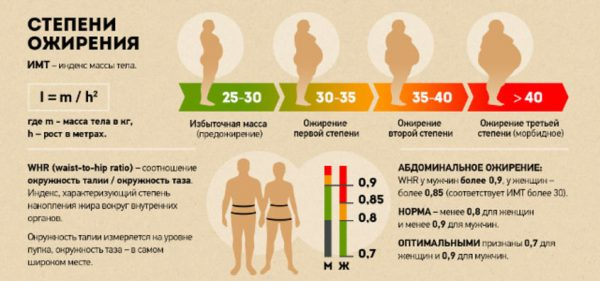 СТЕПЕНИ
ОЖИРЕНИЯ
ИМТ – индекс массы тела.
I = m / h²
где m – масса тела в кг,
h – рост в метрах.
25-30
30-35
35-40
> 40
Избыточная масса
(предожирение)
Ожирение
первой степени
Ожирение
второй степени
Ожирение третьей
степени (морбидное)
WHR (waist-to-hip ratio) – соотношение
окружность талии / окружность таза.
Индекс, характеризующий степень
накопления жира вокруг внутренних
органов.
Окружность талии измеряется на уровне
пупка, окружность таза – в самом
широком месте.
0,9
0,85
0,8
0,7
М Ж
АБДОМИНАЛЬНОЕ ОЖИРЕНИЕ:
WHR у мужчин более 0,9, у женщин –
более 0,85 (соответствует ИМТ более 30).
НОРМА – менее 0,8 для женщин
и менее 0,9 для мужчин.
ОПТИМАЛЬНЫМИ признаны 0,7 для
женщин и 0,9 для мужчин.